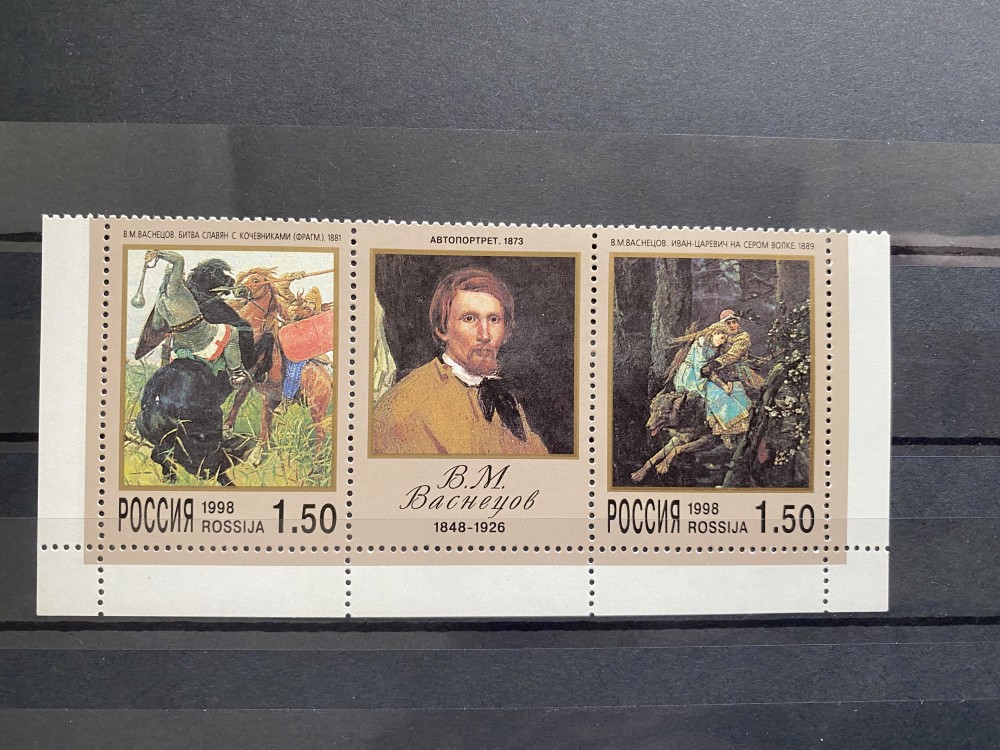 В.М.ВАСНЕЦОВ. БИТВА СЛАВЯН С КОЧЕВНИКАМИ (ФРАГМ.). 1881
РОССИЯ 1998 ROSSIJA 1.50
АВТОПОРТРЕТ. 1873
В.М.
Васнецов
1848-1926
В.М.ВАСНЕЦОВ. ИВАН-ЦАРЕВИЧ НА СЕРОМ ВОЛКЕ. 1889
РОССИЯ 1998 ROSSIJA 1.50